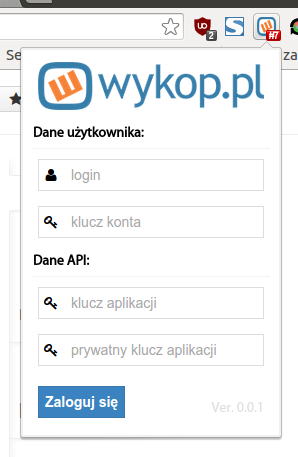 UO
2
S
H7
Se
za
wykop.pl
Dane użytkownika:
login
klucz konta
Dane API:
klucz aplikacji
prywatny klucz aplikacji
Zaloguj się
Ver. 0.0.1